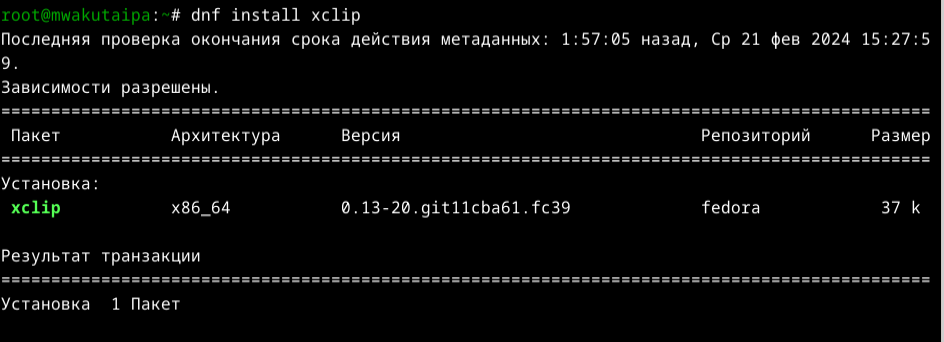 root@mwakutaipa:~# dnf install xclip
Последняя проверка окончания срока действия метаданных: 1:57:05 назад, Ср 21 фев 2024 15:27:5
9.
Зависимости разрешены.
================================================================================
Пакет Архитектура Версия Репозиторий Размер
================================================================================
Установка:
xclip x86_64 0.13-20.git11cba61.fc39 fedora 37 k
Результат транзакции
================================================================================
Установка 1 Пакет